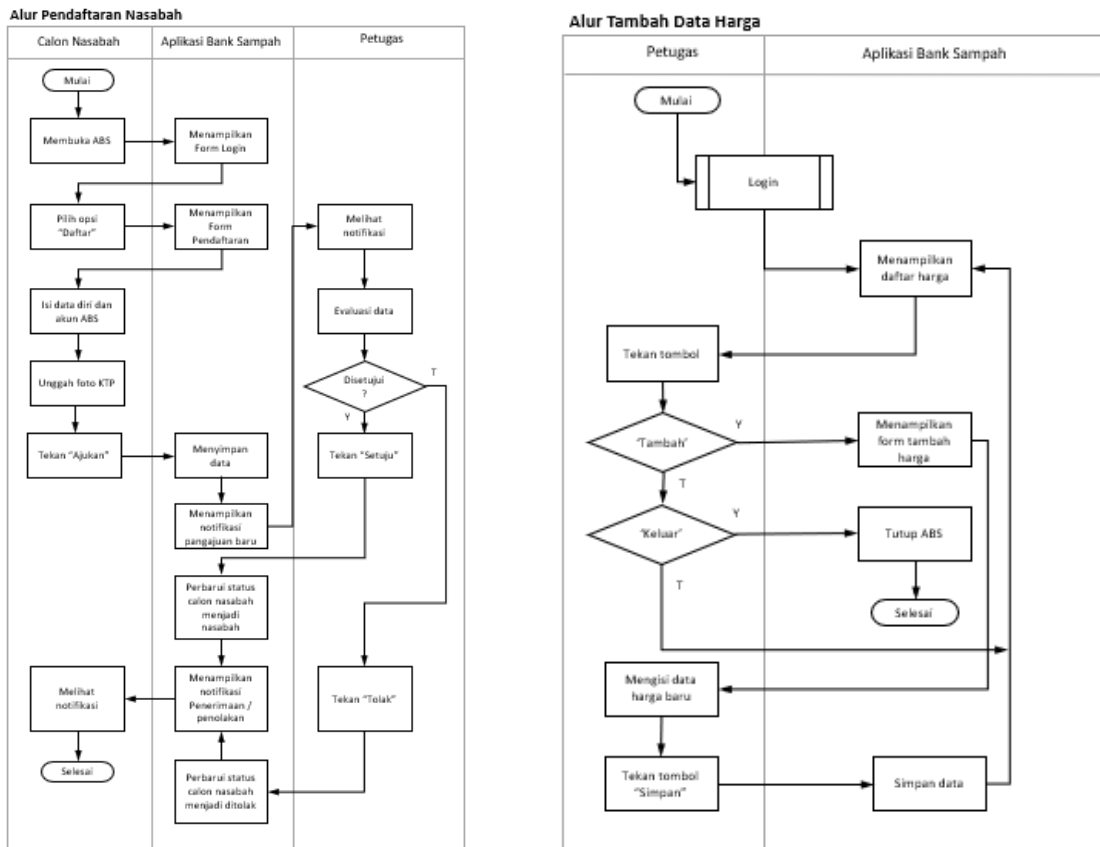 Alur Pendaftaran Nasabah
Calon Nasabah
Aplikasi Bank Sampah
Petugas
Mulai
Membuka ABS
Menampilkan
Form Login
Pilih opsi
"Daftar"
Menampilkan
Form
Pendaftaran
Melihat
notifikasi
Isi data diri dan
akun ABS
Evaluasi data
Unggah foto KTP
Disetujui
?
T
Y
Tekan "Ajukan"
Menyimpan
data
Tekan "Setuju"
Menampilkan
notifikasi
pangajuan baru
Perbarui status
calon nasabah
menjadi
nasabah
Melihat
notifikasi
Menampilkan
notifikasi
Penerimaan /
penolakan
Tekan "Tolak"
Selesai
Perbarui status
calon nasabah
menjadi ditolak
Alur Tambah Data Harga
Petugas
Aplikasi Bank Sampah
Mulai
Login
Menampilkan
daftar harga
Tekan tombol
"Tambah"
Y
Menampilkan
form tambah
harga
T
"Keluar"
Y
Tutup ABS
T
Selesai
Mengisi data
harga baru
Tekan tombol
"Simpan"
Simpan data